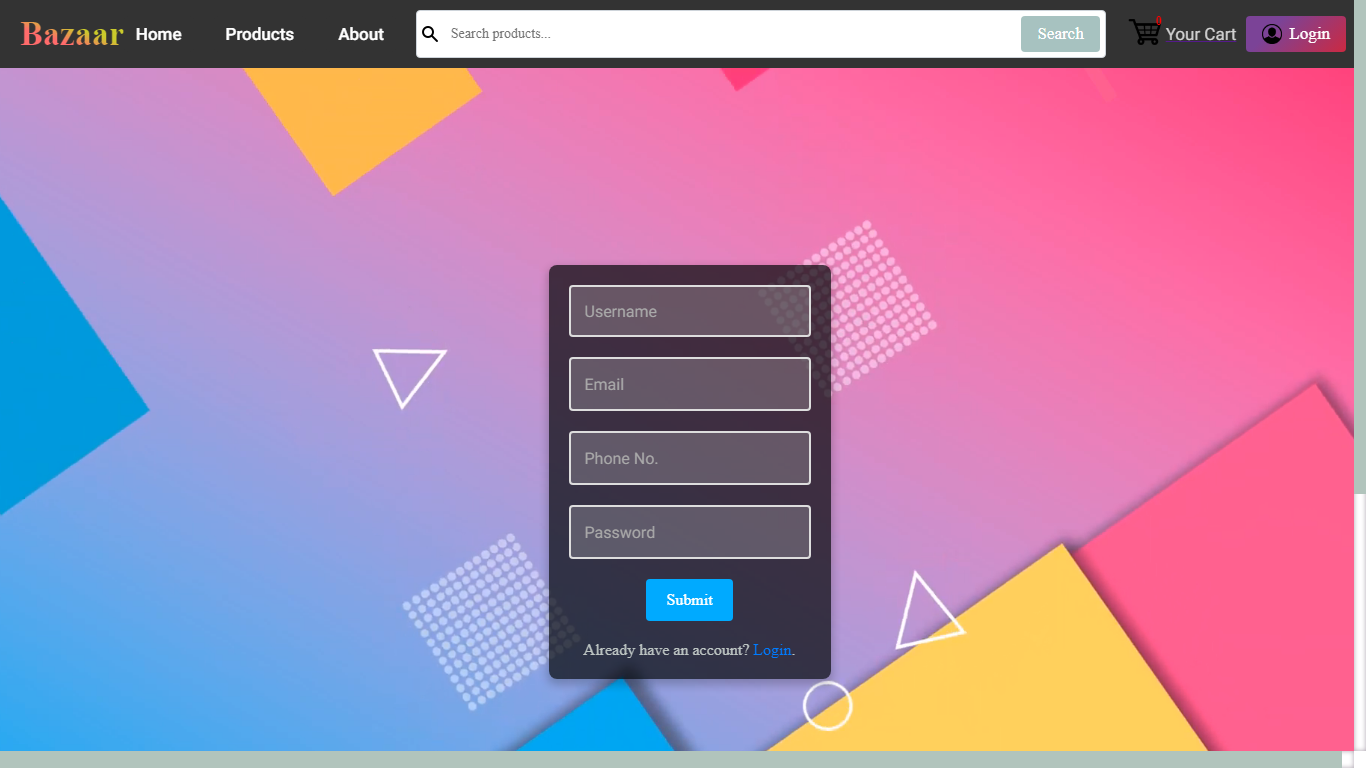 Bazaar Home Products About Search products... Search 0 Your Cart Login
Username
Email
Phone No.
Password
Submit
Already have an account? Login.